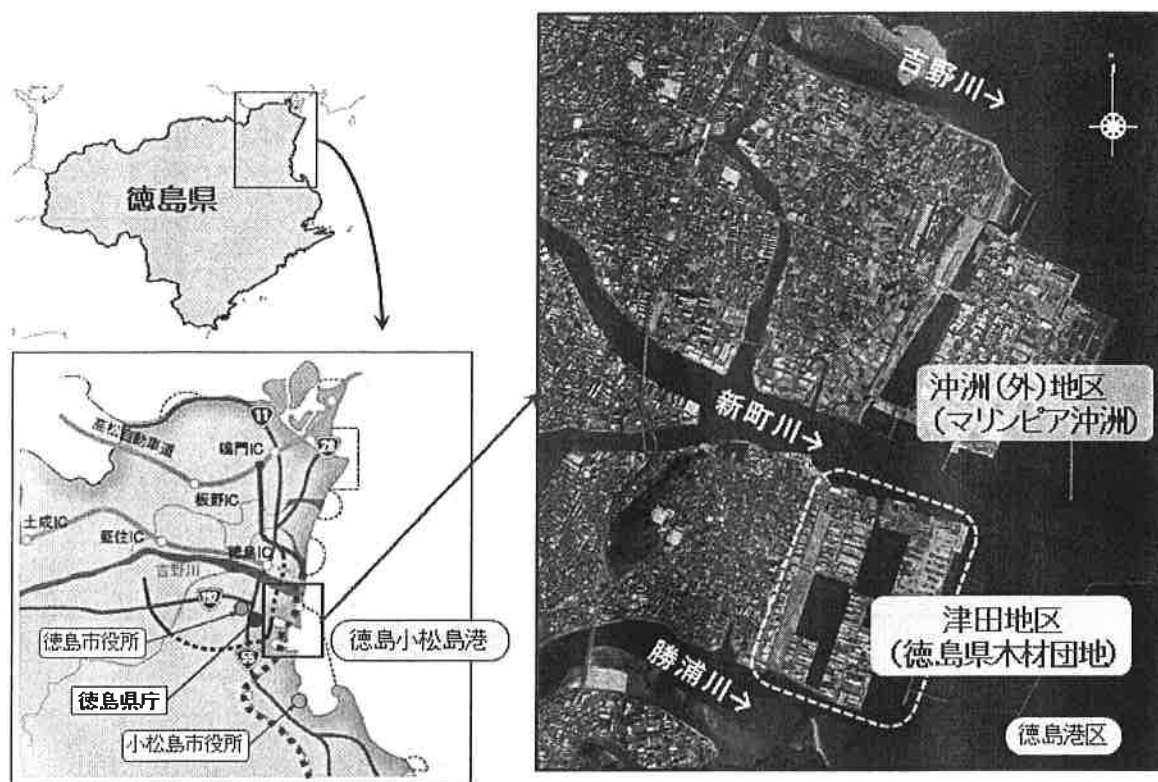 徳島県
11
28
高松自動車道
鳴門IC
板野IC
土成IC
藍住IC
徳島IC
吉野川
192
徳島市役所
徳島小松島港
55
徳島県庁
小松島市役所
吉野川→
沖洲(外)地区
(マリンピア沖洲)
新町川→
津田地区
(徳島県木材団地)
勝浦川→
徳島港区